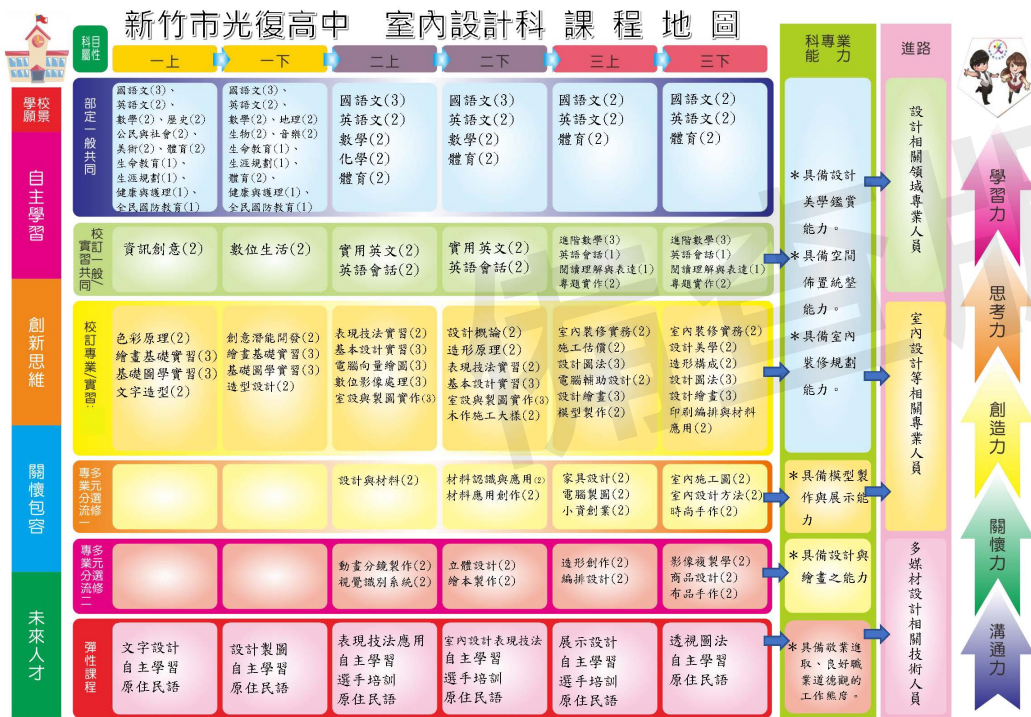 新竹市光復高中 室內設計科 課程地圖
科目
屬性
一上
一下
二上
二下
三上
三下
科專業
能 力
進路
學校
願景
自主學習
創新思維
關懷包容
未來人才
部定一般共同
國語文(3)、
英語文(2)、
數學(2)、歷史(2)
公民與社會(2)、
美術(2)、體育(2)
生命教育(1)、
生涯規劃(1)、
健康與護理(1)、
全民國防教育(1)
國語文(3)、
英語文(2)、
數學(2)、地理(2)
生物(2)、音樂(2)
生命教育(1)、
生涯規劃(1)、
體育(2)、
健康與護理(1)、
全民國防教育(1)
國語文(3)
英語文(2)
數學(2)
化學(2)
體育(2)
國語文(3)
英語文(2)
數學(2)
體育(2)
國語文(2)
英語文(2)
體育(2)
國語文(2)
英語文(2)
體育(2)
校訂一般/
實習共同
資訊創意(2)
數位生活(2)
實用英文(2)
英語會話(2)
實用英文(2)
英語會話(2)
進階數學(3)
英語會話(1)
閱讀理解與表達(1)
專題實作(2)
進階數學(3)
英語會話(1)
閱讀理解與表達(1)
專題實作(2)
校訂專業/實習：
色彩原理(2)
繪畫基礎實習(3)
基礎圖學實習(3)
文字造型(2)
創意潛能開發(2)
繪畫基礎實習(3)
基礎圖學實習(3)
造型設計(2)
表現技法實習(2)
基本設計實習(3)
電腦向量繪圖(3)
數位影像處理(3)
室設與製圖實作(3)
設計概論(2)
造形原理(2)
表現技法實習(2)
基本設計實習(3)
室設與製圖實作(3)
木作施工大樣(2)
室內裝修實務(2)
施工估價(2)
設計圖法(3)
電腦輔助設計(2)
設計繪畫(3)
模型製作(2)
室內裝修實務(2)
設計美學(2)
造形構成(2)
設計圖法(3)
設計繪畫(3)
印刷編排與材料
應用(2)
多元選修
專業分流一
設計與材料(2)
材料認識與應用(2)
材料應用創作(2)
家具設計(2)
電腦製圖(2)
小資創業(2)
室內施工圖(2)
室內設計方法(2)
時尚手作(2)
多元選修
專業分流二
動畫分鏡製作(2)
視覺識別系統(2)
立體設計(2)
繪本製作(2)
造形創作(2)
編排設計(2)
影像複製學(2)
商品設計(2)
布品手作(2)
彈性課程
文字設計
自主學習
原住民語
設計製圖
自主學習
原住民語
表現技法應用
自主學習
選手培訓
原住民語
室內設計表現技法
自主學習
選手培訓
原住民語
展示設計
自主學習
選手培訓
原住民語
透視圖法
自主學習
原住民語
＊具備設計
美學鑑賞
能力。
＊具備空間
佈置統整
能力。
＊具備室內
裝修規劃
能力。
＊具備模型製
作與展示能
力
＊具備設計與
繪畫之能力
＊具備敬業進
取、良好職
業道德觀的
工作態度。
設計相關領域專業人員
室內設計等相關專業人員
多媒材設計相關技術人員
學習力
思考力
創造力
關懷力
溝通力
備查版